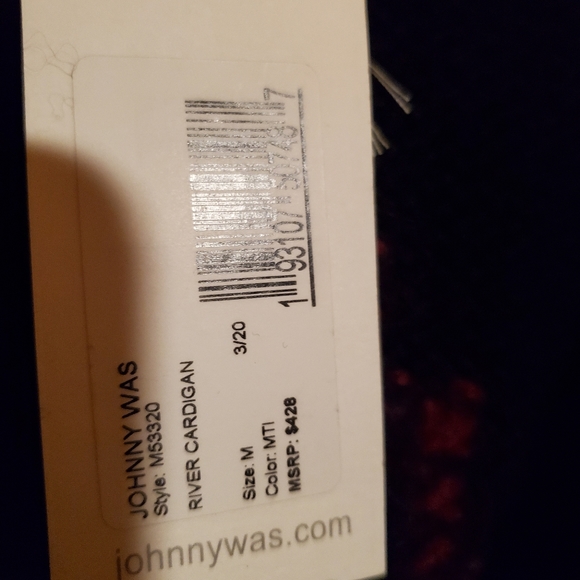 JOHNNY WAS
Style: M53320
RIVER CARDIGAN
3/20
Size: M
Color: MTI
MSRP: $428
johnnywas.com